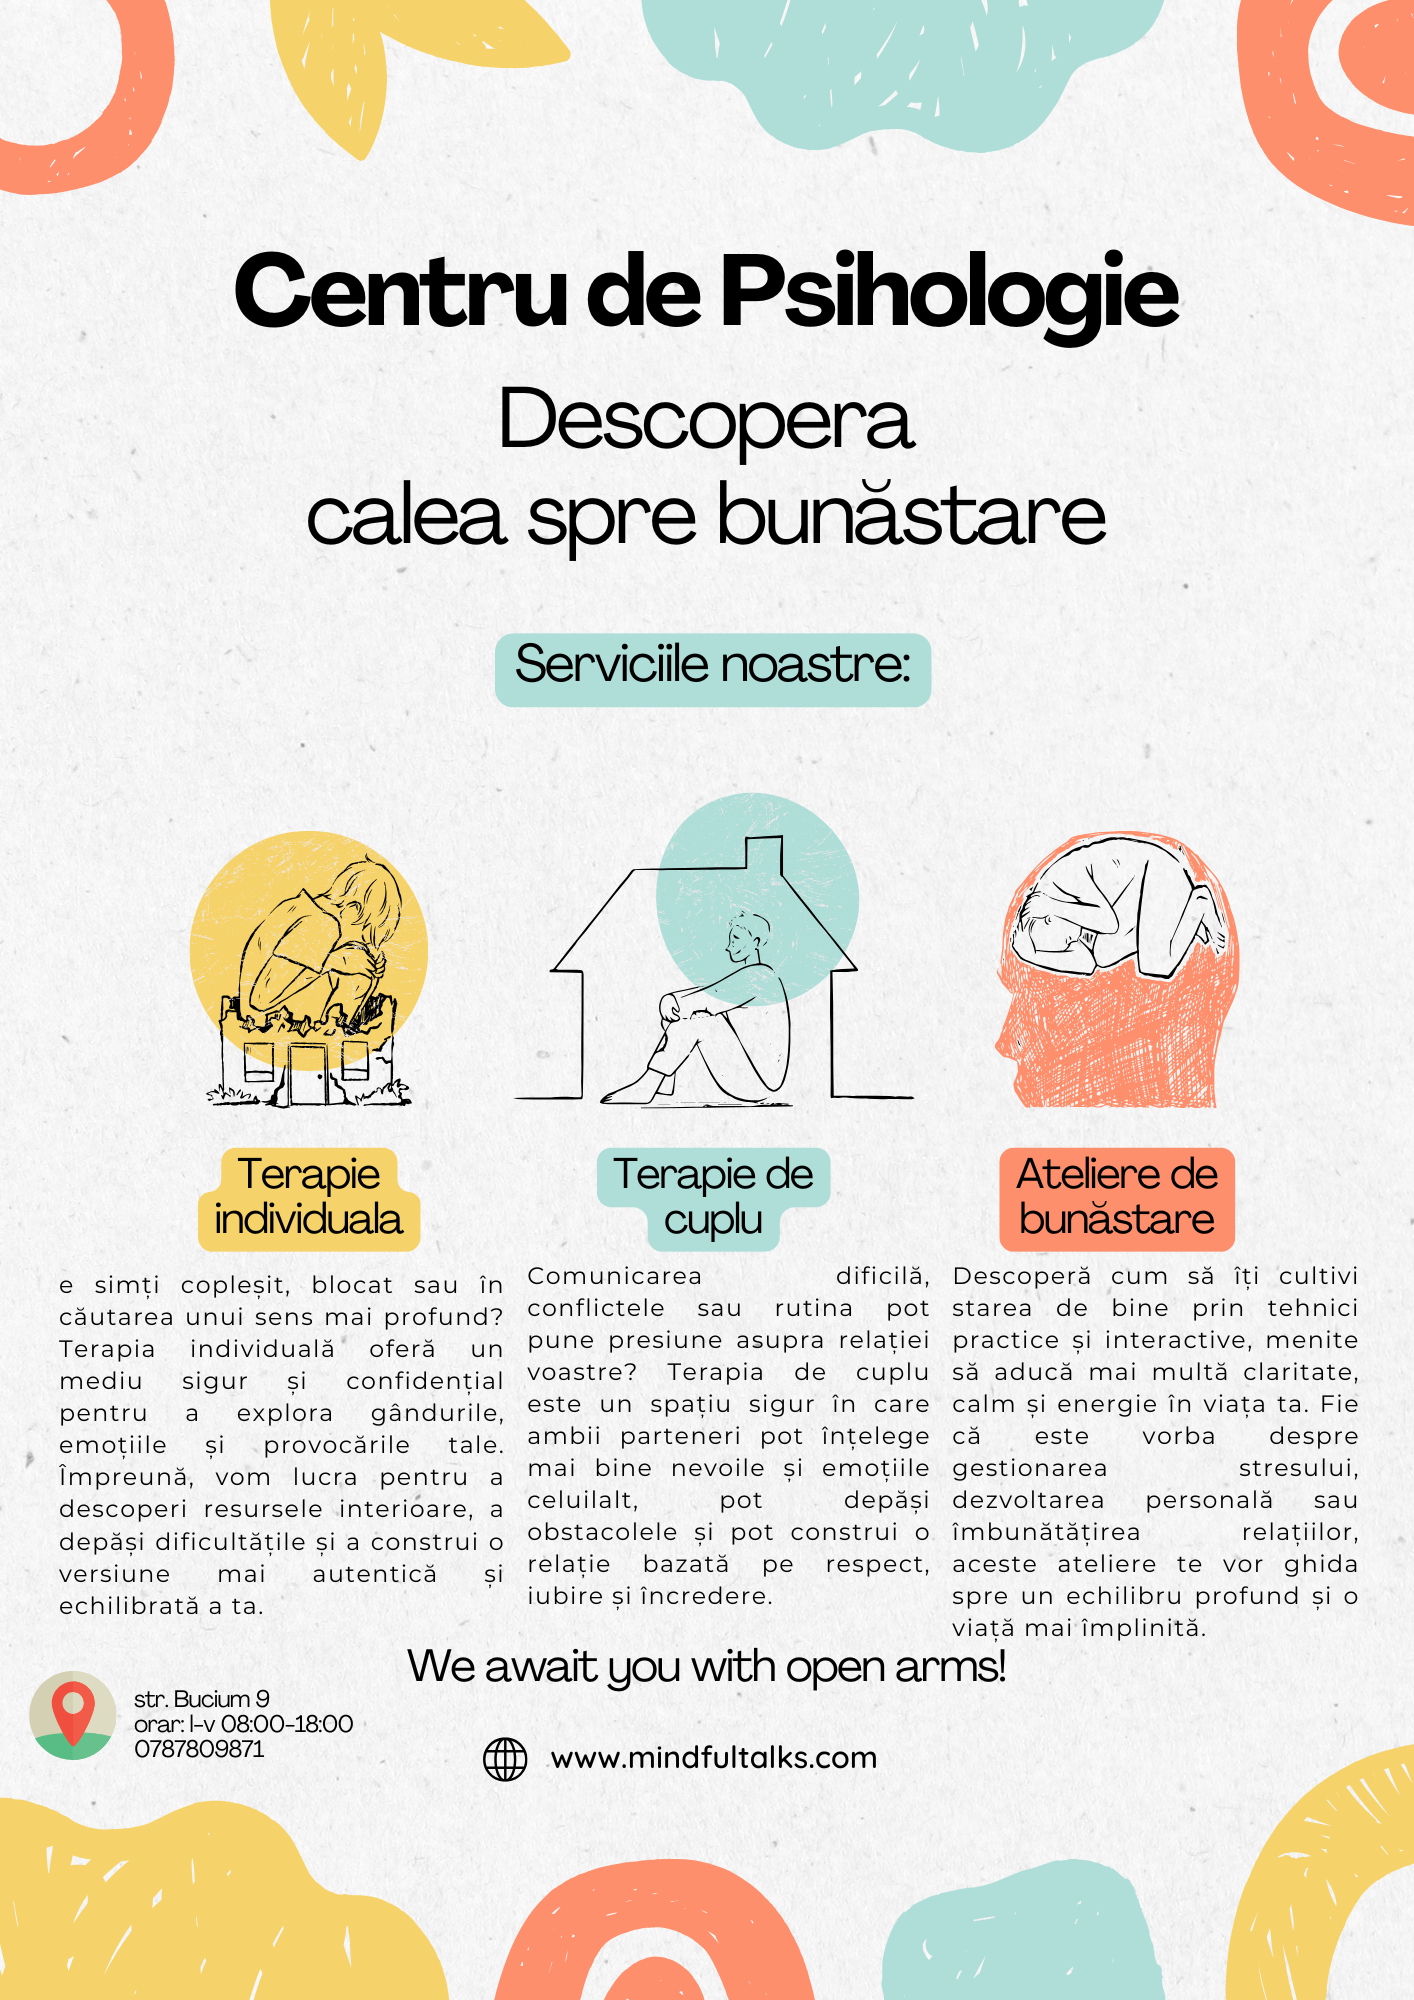 Centru de Psihologie
Descopera
calea spre bunăstare
Serviciile noastre:
Terapie
individuala
e simți copleșit, blocat sau în
căutarea unui sens mai profund?
Terapia individuală oferă un
mediu sigur și confidențial
pentru a explora gândurile,
emoțiile și provocările tale.
Împreună, vom lucra pentru a
descoperi resursele interioare, a
depăși dificultățile și a construi o
versiune mai autentică și
echilibrată a ta.
Terapie de
cuplu
Comunicarea dificilă,
conflictele sau rutina pot
pune presiune asupra relației
voastre? Terapia de cuplu
este un spațiu sigur în care
ambii parteneri pot înțelege
mai bine nevoile și emoțiile
celuilalt, pot depăși
obstacolele și pot construi o
relație bazată pe respect,
iubire și încredere.
Ateliere de
bunăstare
Descoperă cum să îți cultivi
starea de bine prin tehnici
practice și interactive, menite
să aducă mai multă claritate,
calm și energie în viața ta. Fie
că este vorba despre
gestionarea stresului,
dezvoltarea personală sau
îmbunătățirea relațiilor,
aceste ateliere te vor ghida
spre un echilibru profund și o
viață mai împlinită.
We await you with open arms!
str. Bucium 9
orar: l-v 08:00-18:00
0787809871
www.mindfultalks.com